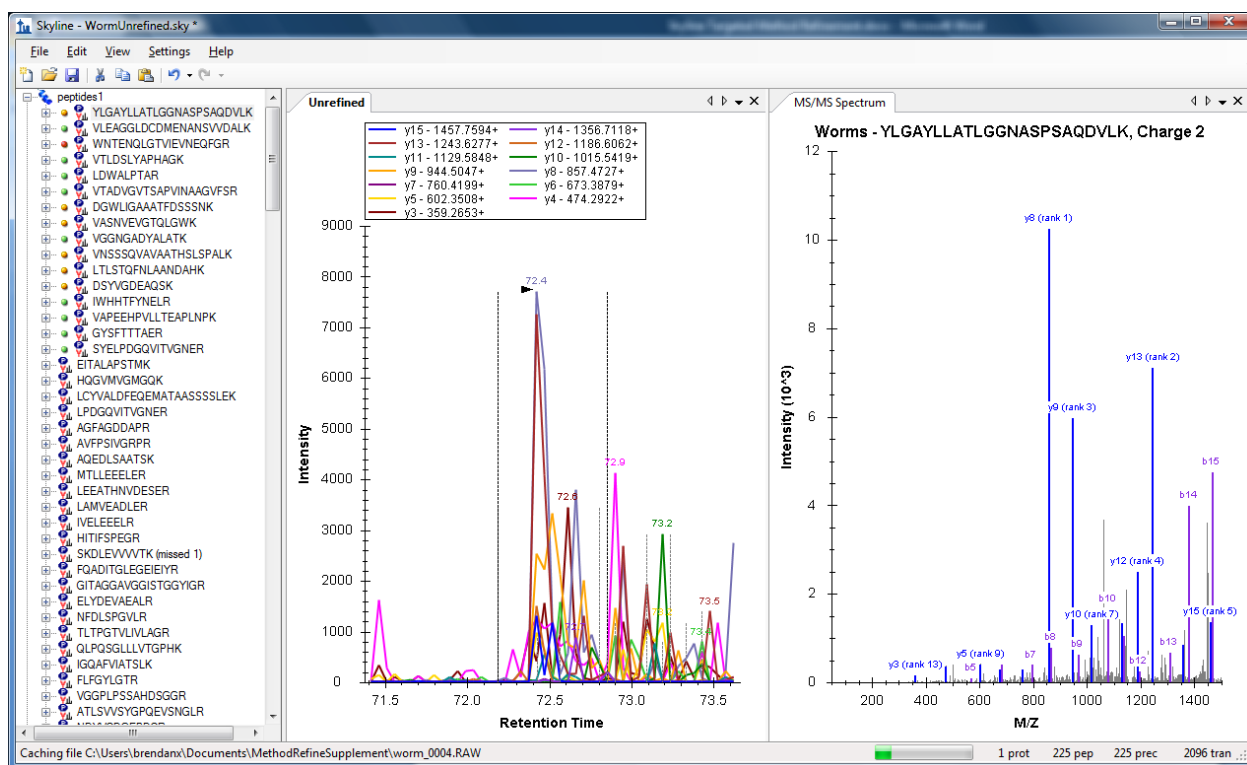 Skyline - WormUnrefined.sky *
File Edit View Settings Help
peptides1
YLGAYLLATLGGNASPSAQDVLK
VLEAGGLDCDMENANSVVDALK
WNTENQLGTVIEVNEQFGR
VTLDSLYAPHAGK
LDWALPTAR
VTADVGVTSAPVINAAGVFSR
DGWLIGAAATFDSSSNK
VASNVEVGTQLGWK
VGGNGADYALATK
VNSSSQVAVAATHSLSPALK
LTLSTQFNLAANDAHK
DSYVGDEAQSK
IWHHTFYNELR
VAPEEHPVLLTEAPLNPK
GYSFTTTAER
SYELPDGQVITVGNER
EITALAPSTMK
HQGVMVGMGQK
LCYVALDFEQEMATAASSSSLEK
LPDGQVITVGNER
AGFAGDDAPR
AVFPSIVGRPR
AQEDLSAATSK
MTLLEEELER
LEEATHNVDESER
LAMVEADLER
IVELEEELR
HITIFSPEGR
SKDLEVVVVTK (missed 1)
FQADITGLEGEIEIYR
GITAGGAVGGISTGGYIGR
ELYDEVAEALR
NFDLSPGVLR
TLTPGTVLIVLAGR
QLPQSGLLLVTGPHK
IGQAFVIATSLK
FLFGYLGTR
VGGPLPSSAHDSGGR
ATLSVVSYGPQEVSNGLR
Unrefined
y15 - 1457.7594+ y14 - 1356.7118+
y13 - 1243.6277+ y12 - 1186.6062+
y11 - 1129.5848+ y10 - 1015.5419+
y9 - 944.5047+ y8 - 857.4727+
y7 - 760.4199+ y6 - 673.3879+
y5 - 602.3508+ y4 - 474.2922+
y3 - 359.2653+
9000
8000
7000
6000
5000
4000
3000
2000
1000
0
Intensity
72.4
72.9
72.6
73.2
73.5
71.5 72.0 72.5 73.0 73.5
Retention Time
MS/MS Spectrum
Worms - YLGAYLLATLGGNASPSAQDVLK, Charge 2
12
10
8
6
4
2
0
Intensity (10^3)
y8 (rank 1)
y13 (rank 2)
y9 (rank 3)
b15
b14
y12 (rank 4)
b10
y10 (rank 7)
y15 (rank 5)
b8
b9
b13
y5 (rank 9)
b7
b12
y3 (rank 13)
b5
200 400 600 800 1000 1200 1400
M/Z
Caching file C:\Users\brendanx\Documents\MethodRefineSupplement\worm_0004.RAW
1 prot 225 pep 225 prec 2096 tran